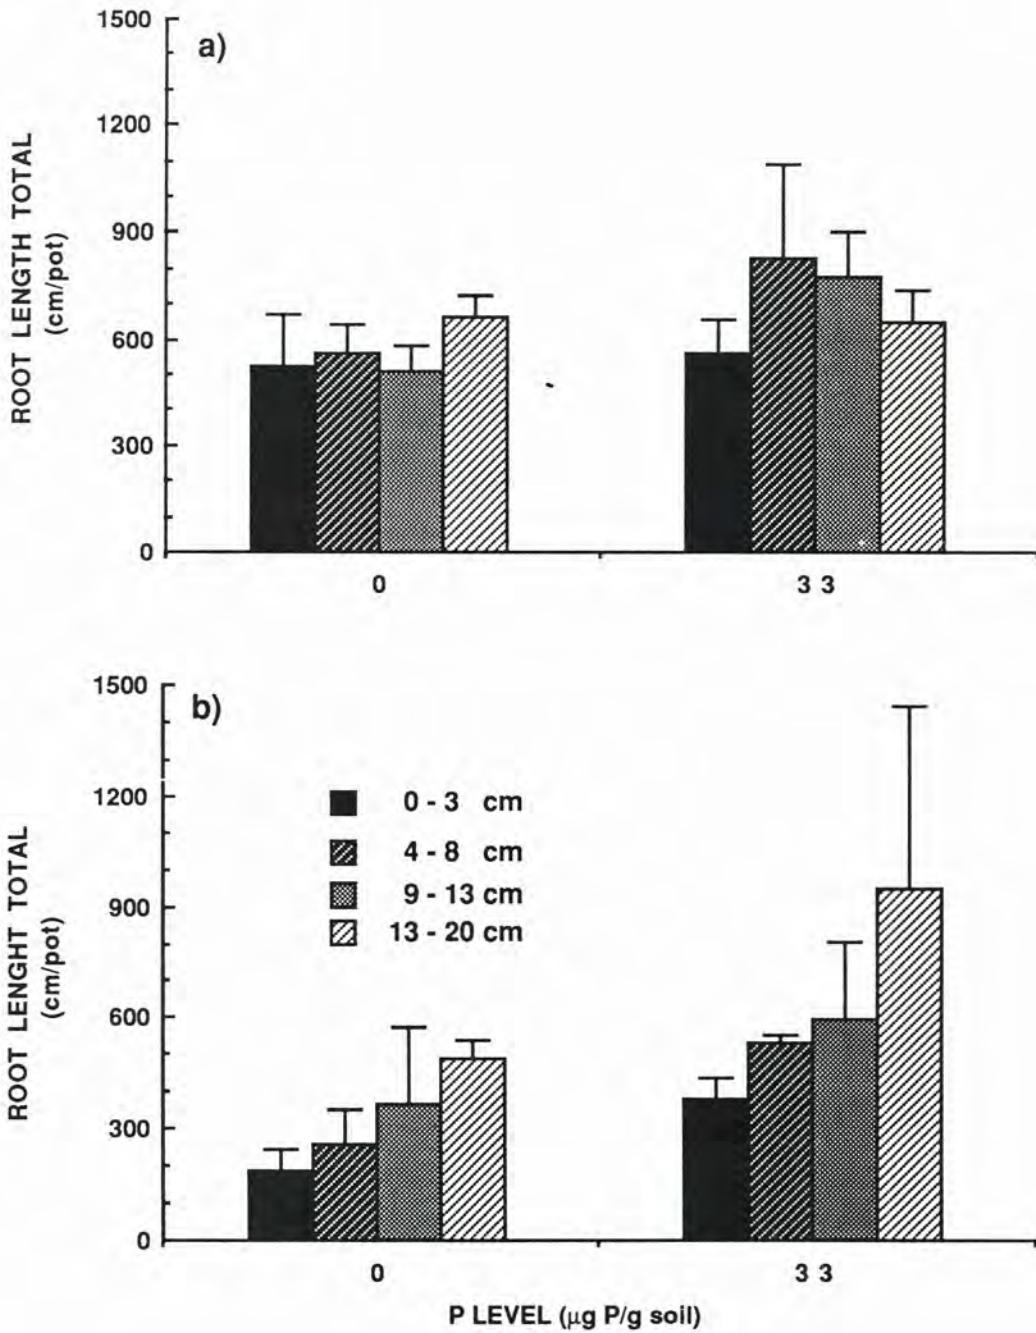 1500
a)
1200
900
600
300
0
ROOT LENGTH TOTAL
(cm/pot)
0
3 3
1500
b)
1200
900
600
300
0
ROOT LENGHT TOTAL
(cm/pot)
0 - 3 cm
4 - 8 cm
9 - 13 cm
13 - 20 cm
0
3 3
P LEVEL (µg P/g soil)